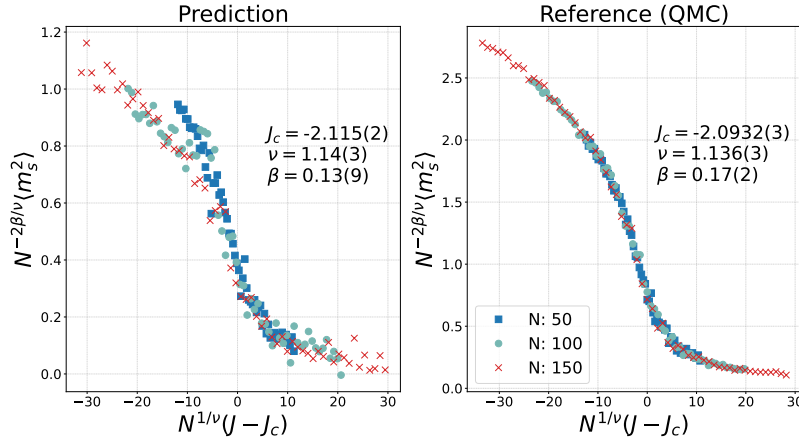 Prediction
1.2
1.0
0.8
0.6
0.4
0.2
0.0
N^{-2β/ν}⟨m_s^2⟩
J_c = -2.115(2)
ν = 1.14(3)
β = 0.13(9)
−30 −20 −10 0 10 20 30
N^{1/ν}(J − J_c)
Reference (QMC)
2.5
2.0
1.5
1.0
0.5
0.0
N^{-2β/ν}⟨m_s^2⟩
J_c = -2.0932(3)
ν = 1.136(3)
β = 0.17(2)
N: 50
N: 100
N: 150
−30 −20 −10 0 10 20 30
N^{1/ν}(J − J_c)